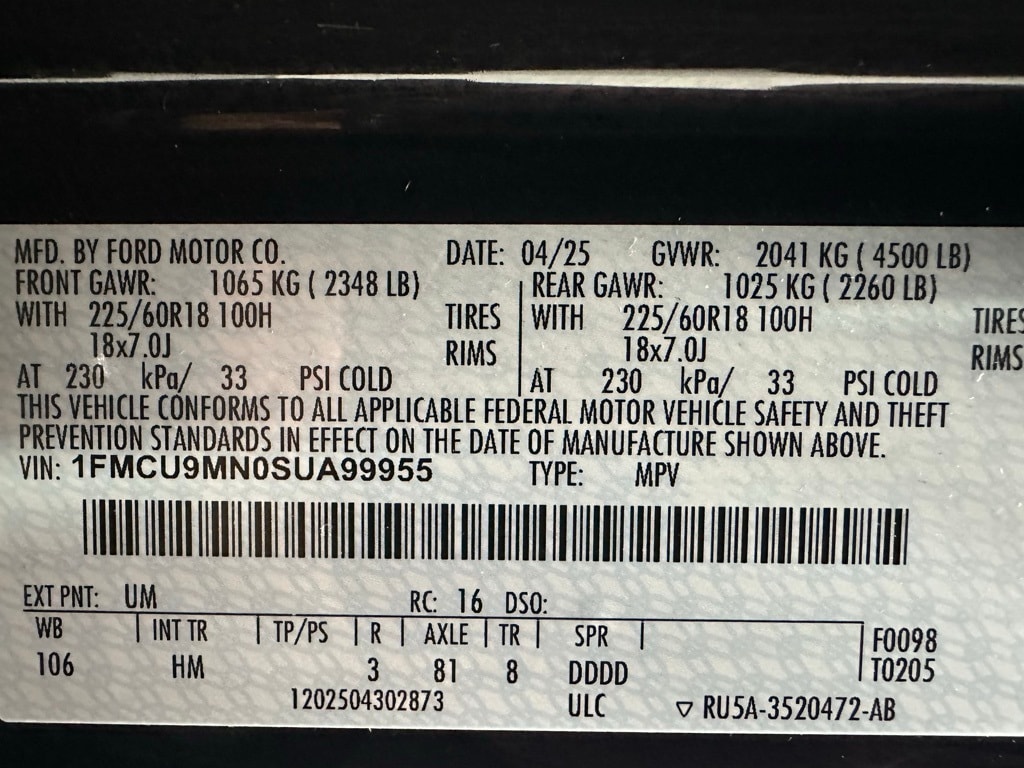 MFD. BY FORD MOTOR CO. DATE: 04/25 GVWR: 2041 KG ( 4500 LB)
FRONT GAWR: 1065 KG ( 2348 LB) REAR GAWR: 1025 KG ( 2260 LB)
WITH 225/60R18 100H TIRES WITH 225/60R18 100H TIRES
18x7.0J RIMS 18x7.0J RIMS
AT 230 kPa/ 33 PSI COLD AT 230 kPa/ 33 PSI COLD
THIS VEHICLE CONFORMS TO ALL APPLICABLE FEDERAL MOTOR VEHICLE SAFETY AND THEFT
PREVENTION STANDARDS IN EFFECT ON THE DATE OF MANUFACTURE SHOWN ABOVE.
VIN: 1FMCU9MN0SUA99955 TYPE: MPV
EXT PNT: UM RC: 16 DSO:
WB INT TR TP/PS R AXLE TR SPR F0098
106 HM 3 81 8 DDDD T0205
1202504302873 ULC ▽ RU5A-3520472-AB